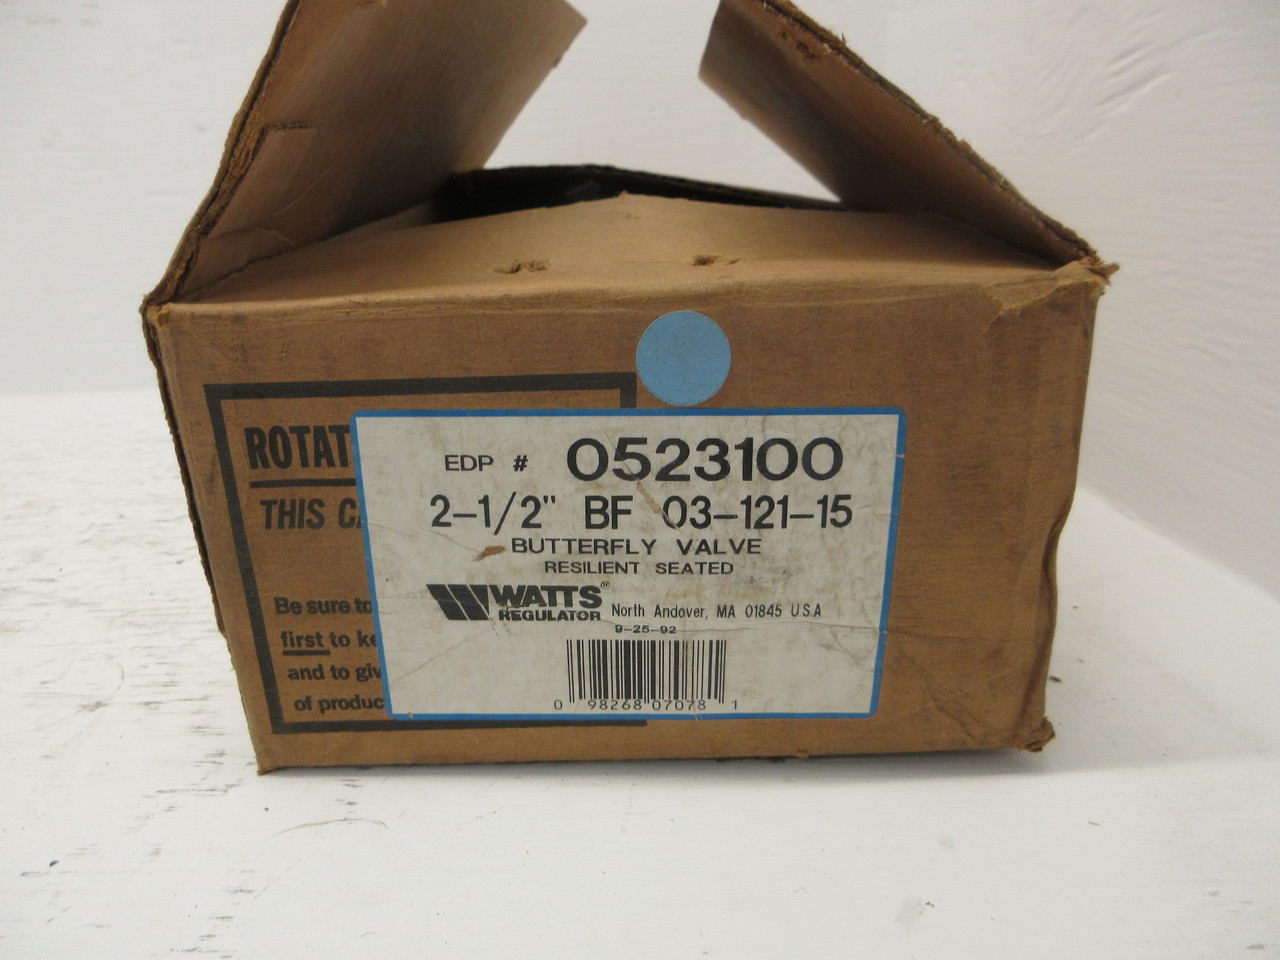 ROTAT
THIS CA
Be sure to
first to ke
and to giv
of produc
EDP # 0523100
2-1/2" BF 03-121-15
BUTTERFLY VALVE
RESILIENT SEATED
WATTS®
REGULATOR North Andover, MA 01845 U.S.A
9-25-92
0 98268 07078 1